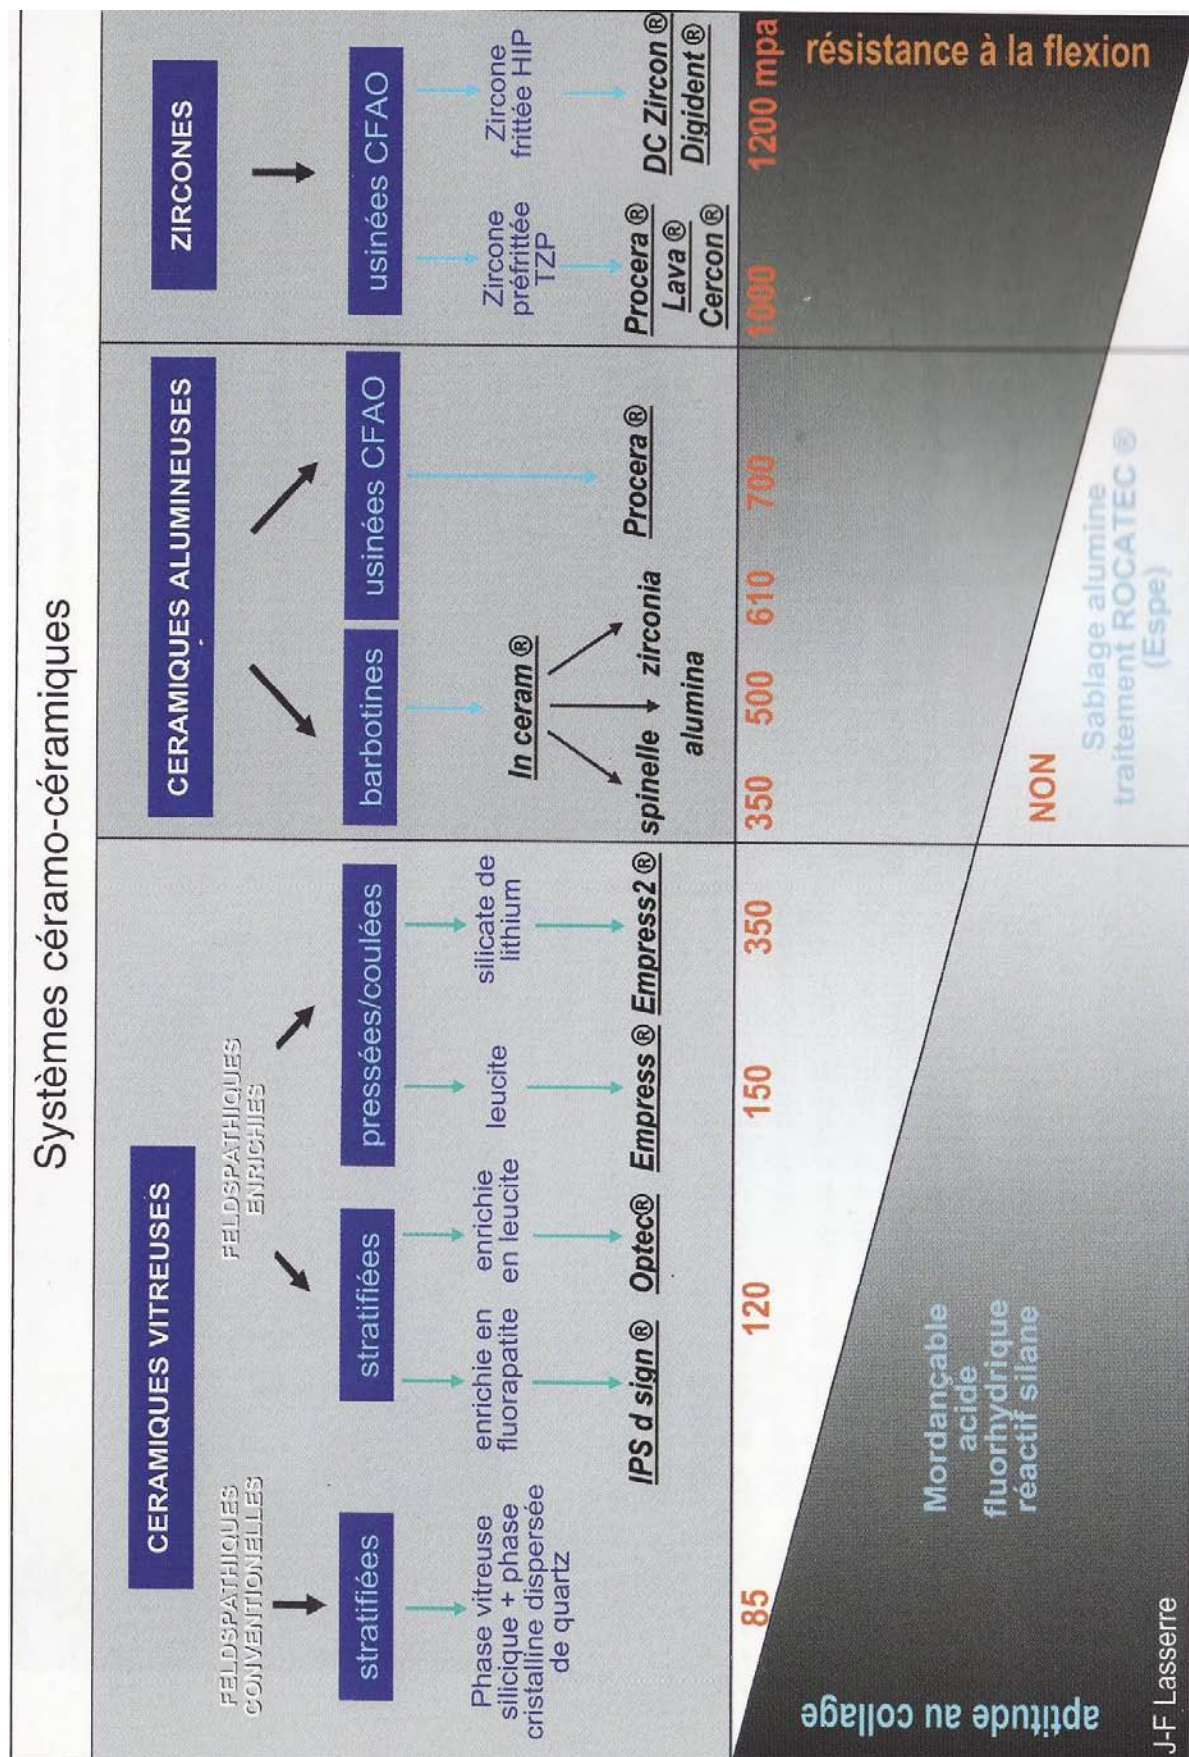 Systèmes céramo-céramiques
CERAMIQUES VITREUSES
CERAMIQUES ALUMINEUSES
ZIRCONES
FELDSPATHIQUES
CONVENTIONELLES
FELDSPATHIQUES
ENRICHIES
stratifiées
stratifiées
pressées/coulées
barbotines
usinées CFAO
usinées CFAO
Phase vitreuse
silicique + phase
cristalline dispersée
de quartz
enrichie en
fluorapatite
enrichie
en leucite
leucite
silicate de
lithium
In ceram ®
Zircone
préfrittée
TZP
Zircone
frittée HIP
IPS d sign ®
Optec®
Empress ®
Empress2 ®
spinelle
alumina
zirconia
Procera ®
Procera ®
Lava ®
Cercon ®
DC Zircon ®
Digident ®
85
120
150
350
350
500
610
700
1000
1200 mpa
résistance à la flexion
aptitude au collage
Mordançable
acide
fluorhydrique
réactif silane
NON
Sablage alumine
traitement ROCATEC ®
(Espe)
J-F Lasserre